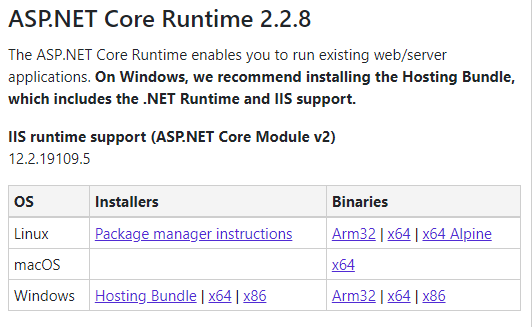 ASP.NET Core Runtime 2.2.8
The ASP.NET Core Runtime enables you to run existing web/server
applications. On Windows, we recommend installing the Hosting Bundle,
which includes the .NET Runtime and IIS support.
IIS runtime support (ASP.NET Core Module v2)
12.2.19109.5
OS Installers Binaries
Linux Package manager instructions Arm32 | x64 | x64 Alpine
macOS x64
Windows Hosting Bundle | x64 | x86 Arm32 | x64 | x86